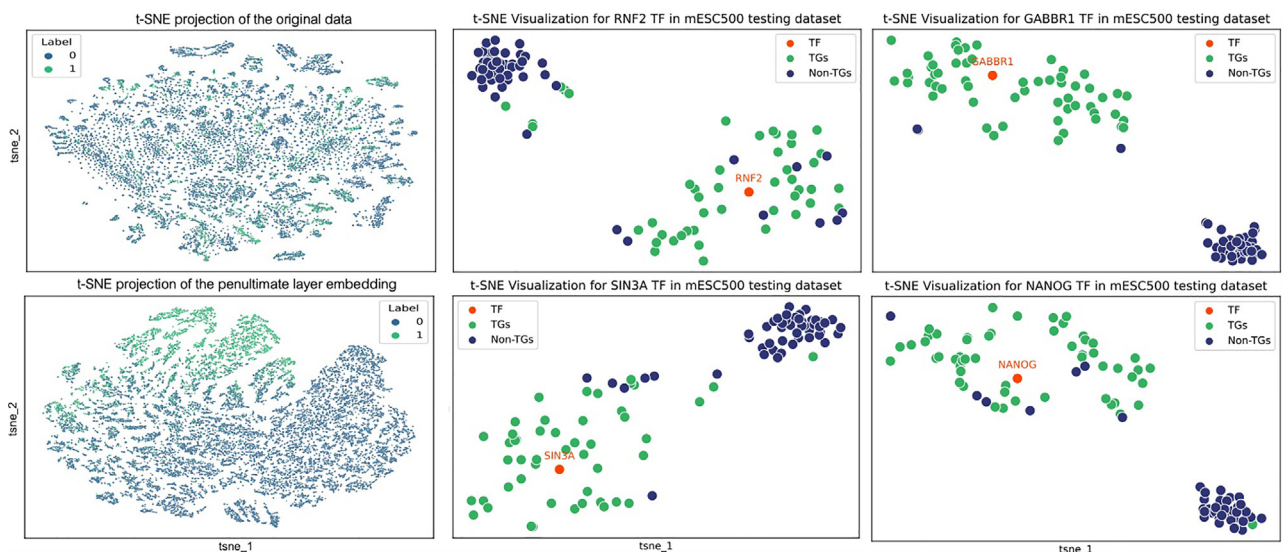 t-SNE projection of the original data
Label
0
1
tsne_2
t-SNE Visualization for RNF2 TF in mESC500 testing dataset
TF
TGs
Non-TGs
RNF2
t-SNE Visualization for GABBR1 TF in mESC500 testing dataset
TF
TGs
Non-TGs
GABBR1
t-SNE projection of the penultimate layer embedding
Label
0
1
tsne_2
tsne_1
t-SNE Visualization for SIN3A TF in mESC500 testing dataset
TF
TGs
Non-TGs
SIN3A
tsne_1
t-SNE Visualization for NANOG TF in mESC500 testing dataset
TF
TGs
Non-TGs
NANOG
tsne_1